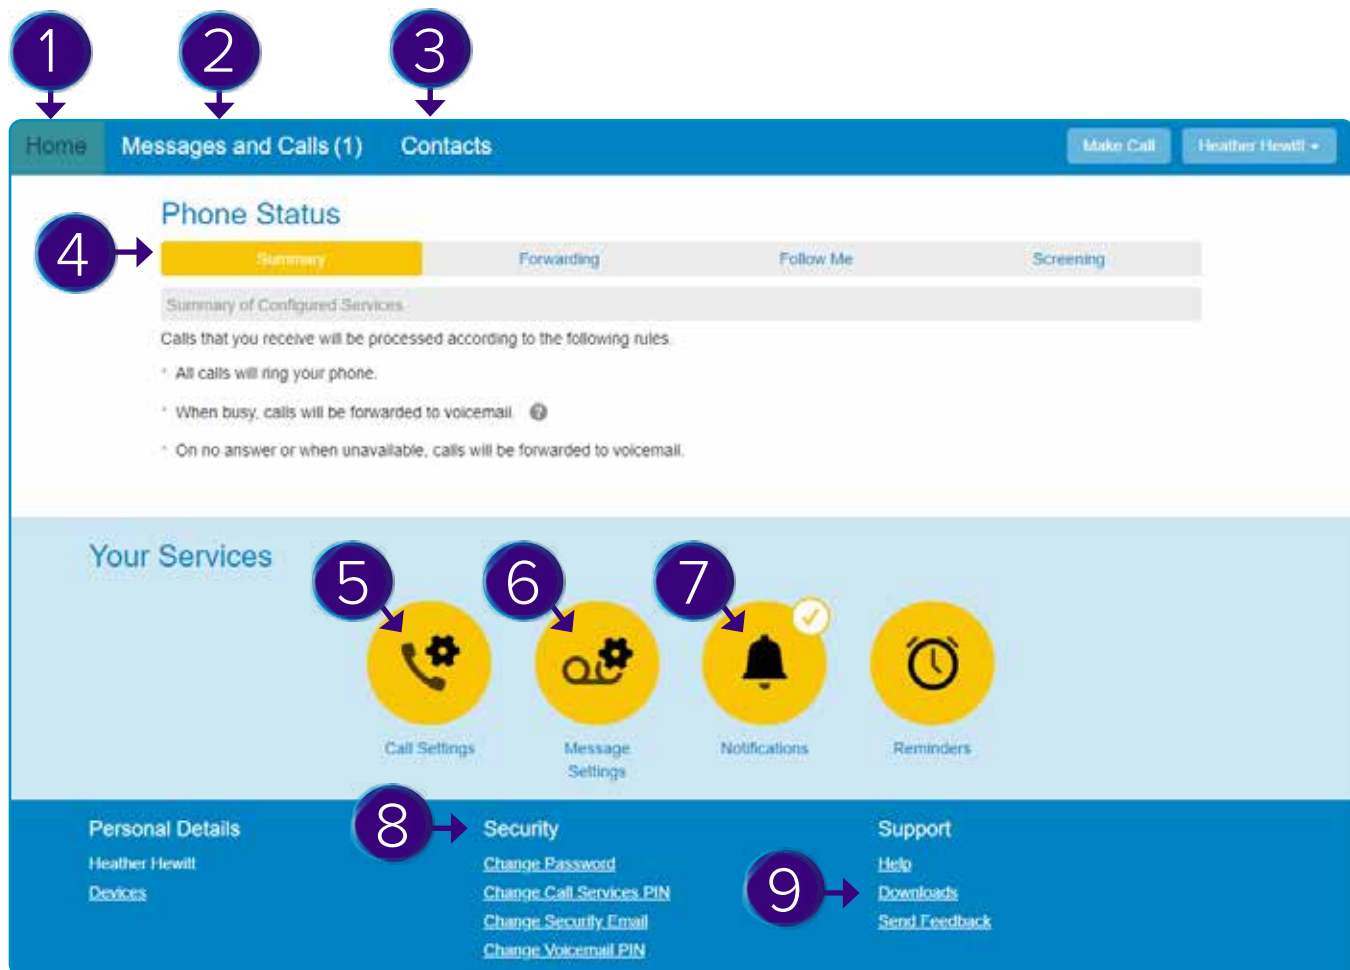 1
2
3
Home Messages and Calls (1) Contacts Make Call Heather Hewitt
Phone Status
4
Summary Forwarding Follow Me Screening
Summary of Configured Services
Calls that you receive will be processed according to the following rules.
All calls will ring your phone.
When busy, calls will be forwarded to voicemail. ?
On no answer or when unavailable, calls will be forwarded to voicemail.
Your Services
5
6
7
Call Settings
Message
Settings
Notifications
Reminders
Personal Details
Heather Hewitt
Devices
8
Security
Change Password
Change Call Services PIN
Change Security Email
Change Voicemail PIN
9
Support
Help
Downloads
Send Feedback